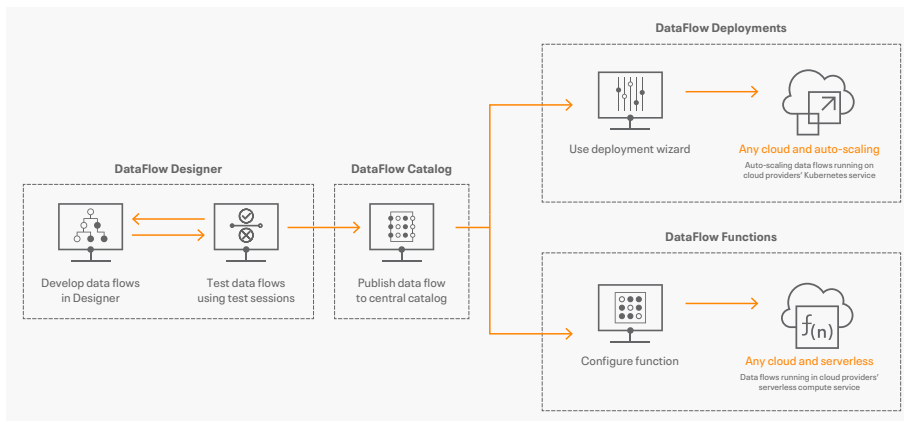 DataFlow Deployments
Use deployment wizard
Any cloud and auto-scaling
Auto-scaling data flows running on
cloud providers' Kubernetes service
DataFlow Designer
DataFlow Catalog
Develop data flows
in Designer
Test data flows
using test sessions
Publish data flow
to central catalog
DataFlow Functions
f(n)
Configure function
Any cloud and serverless
Data flows running in cloud providers'
serverless compute service